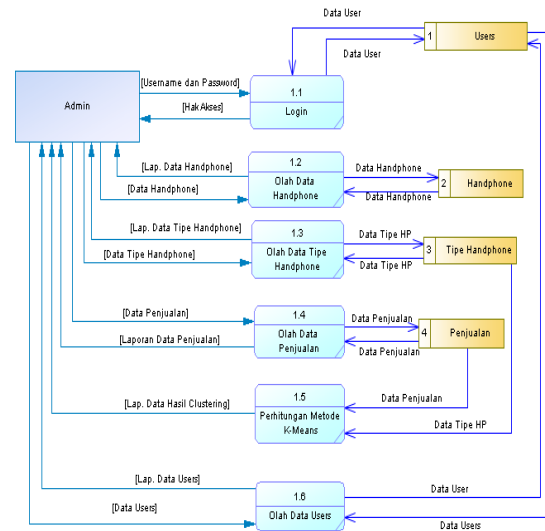 Data User
1 Users
Data User
[Username dan Password]
Admin
1.1
Login
[Hak Akses]
1.2
Olah Data
Handphone
[Lap. Data Handphone]
[Data Handphone]
Data Handphone
Data Handphone
2 Handphone
1.3
Olah Data Tipe
Handphone
[Lap. Data Tipe Handphone]
[Data Tipe Handphone]
Data Tipe HP
Data Tipe HP
3 Tipe Handphone
1.4
Olah Data
Penjualan
[Data Penjualan]
[Laporan Data Penjualan]
Data Penjualan
Data Penjualan
4 Penjualan
1.5
Perhitungan Metode
K-Means
[Lap. Data Hasil Clustering]
Data Penjualan
Data Tipe HP
1.6
Olah Data Users
[Lap. Data Users]
[Data Users]
Data User
Data Users